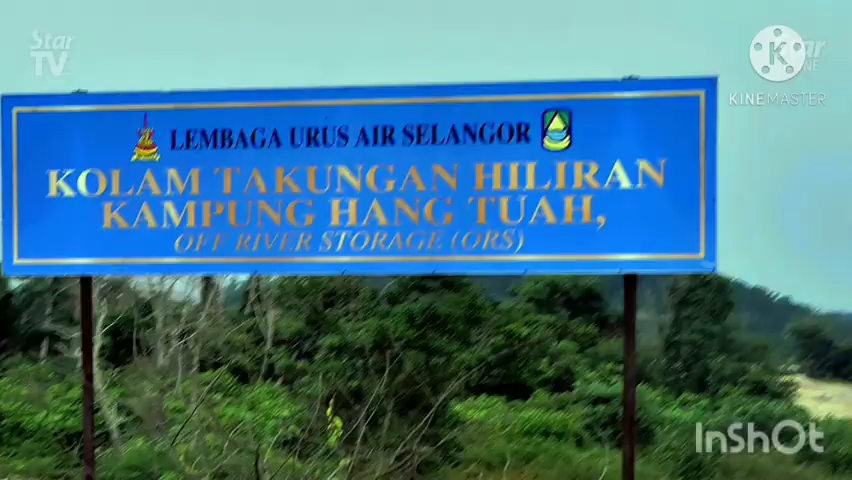 Star
TV
KINEMASTER
LEMBAGA URUS AIR SELANGOR
KOLAM TAKUNGAN HILIRAN
KAMPUNG HANG TUAH,
OFF RIVER STORAGE (ORS)
InShOt